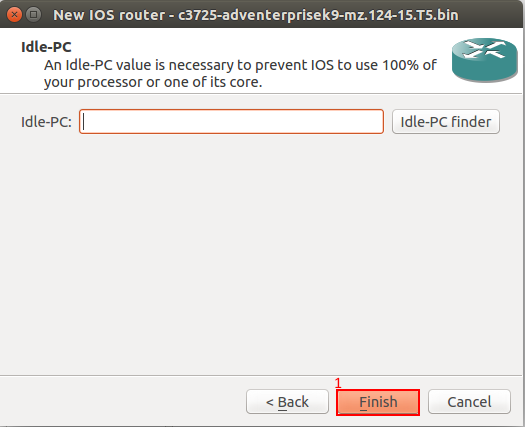 New IOS router - c3725-adventerprisek9-mz.124-15.T5.bin
Idle-PC
An Idle-PC value is necessary to prevent IOS to use 100% of
your processor or one of its core.
Idle-PC: Idle-PC finder
1
< Back Finish Cancel